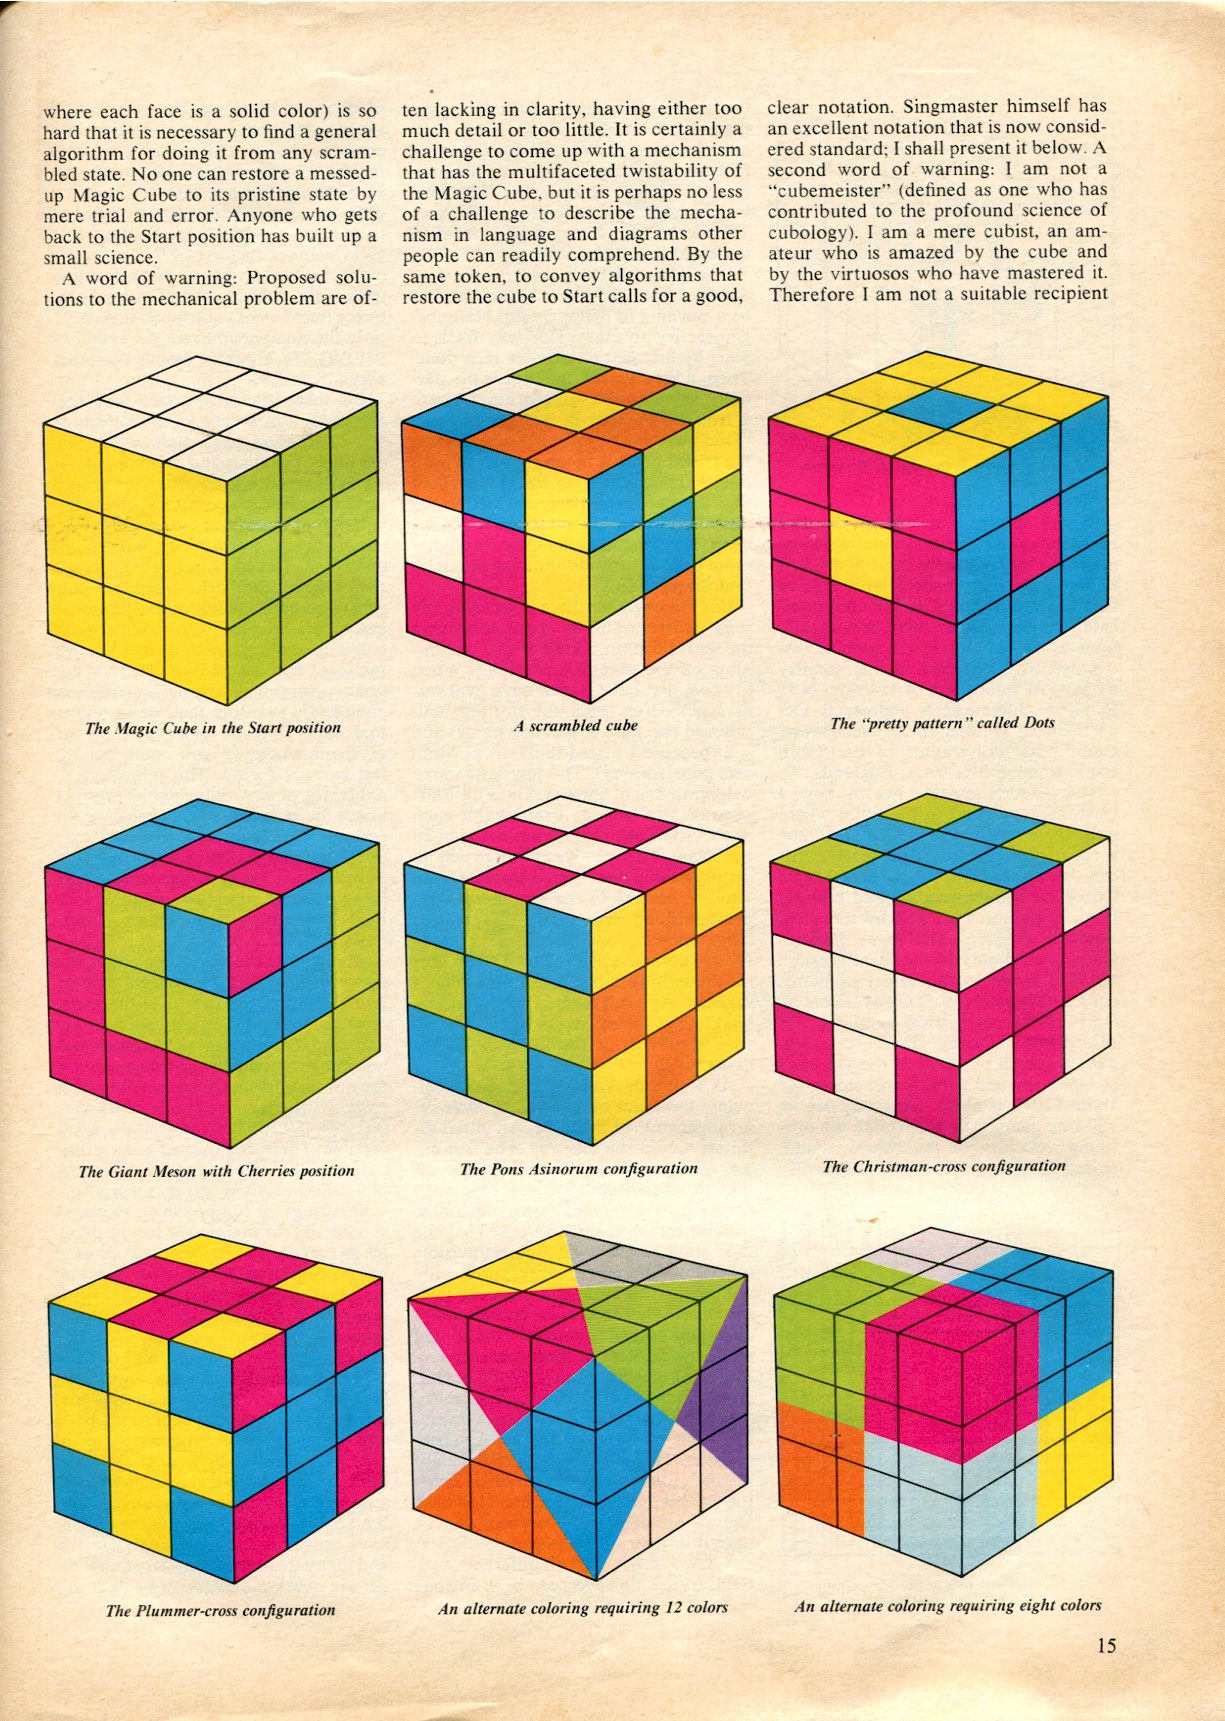 where each face is a solid color) is so
hard that it is necessary to find a general
algorithm for doing it from any scram-
bled state. No one can restore a messed-
up Magic Cube to its pristine state by
mere trial and error. Anyone who gets
back to the Start position has built up a
small science.
A word of warning: Proposed solu-
tions to the mechanical problem are of-
ten lacking in clarity, having either too
much detail or too little. It is certainly a
challenge to come up with a mechanism
that has the multifaceted twistability of
the Magic Cube, but it is perhaps no less
of a challenge to describe the mecha-
nism in language and diagrams other
people can readily comprehend. By the
same token, to convey algorithms that
restore the cube to Start calls for a good,
clear notation. Singmaster himself has
an excellent notation that is now consid-
ered standard; I shall present it below. A
second word of warning: I am not a
“cubemeister” (defined as one who has
contributed to the profound science of
cubology). I am a mere cubist, an am-
ateur who is amazed by the cube and
by the virtuosos who have mastered it.
Therefore I am not a suitable recipient
The Magic Cube in the Start position
A scrambled cube
The “pretty pattern” called Dots
The Giant Meson with Cherries position
The Pons Asinorum configuration
The Christman-cross configuration
The Plummer-cross configuration
An alternate coloring requiring 12 colors
An alternate coloring requiring eight colors
15